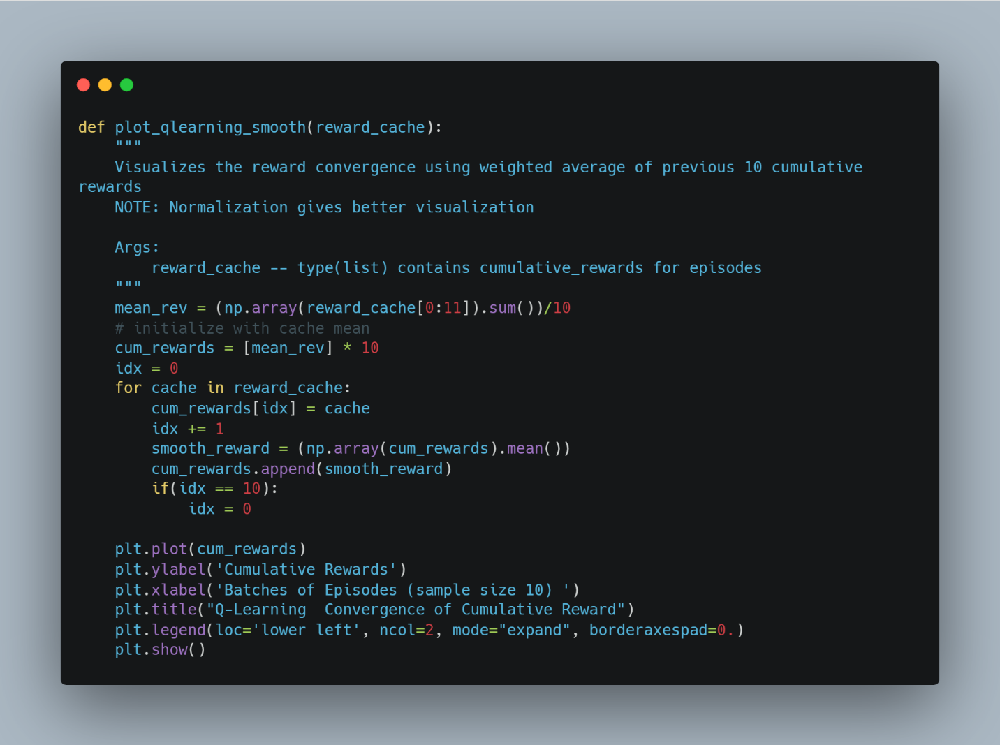 def plot_qlearning_smooth(reward_cache):
    """
    Visualizes the reward convergence using weighted average of previous 10 cumulative
rewards
    NOTE: Normalization gives better visualization

    Args:
        reward_cache -- type(list) contains cumulative_rewards for episodes
    """
    mean_rev = (np.array(reward_cache[0:11]).sum())/10
    # initialize with cache mean
    cum_rewards = [mean_rev] * 10
    idx = 0
    for cache in reward_cache:
        cum_rewards[idx] = cache
        idx += 1
        smooth_reward = (np.array(cum_rewards).mean())
        cum_rewards.append(smooth_reward)
        if(idx == 10):
            idx = 0

    plt.plot(cum_rewards)
    plt.ylabel('Cumulative Rewards')
    plt.xlabel('Batches of Episodes (sample size 10) ')
    plt.title("Q-Learning  Convergence of Cumulative Reward")
    plt.legend(loc='lower left', ncol=2, mode="expand", borderaxespad=0.)
    plt.show()